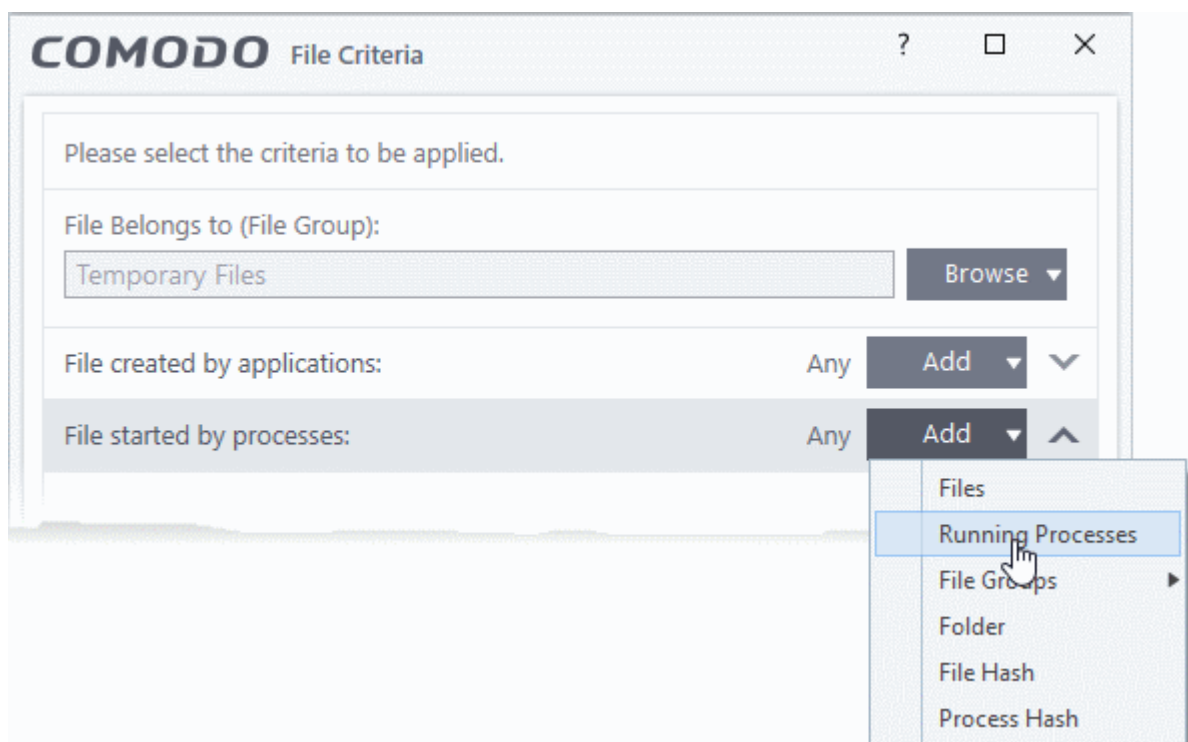 COMODO File Criteria ?
Please select the criteria to be applied.
File Belongs to (File Group):
Temporary Files Browse
File created by applications: Any Add
File started by processes: Any Add
Files
Running Processes
File Groups
Folder
File Hash
Process Hash